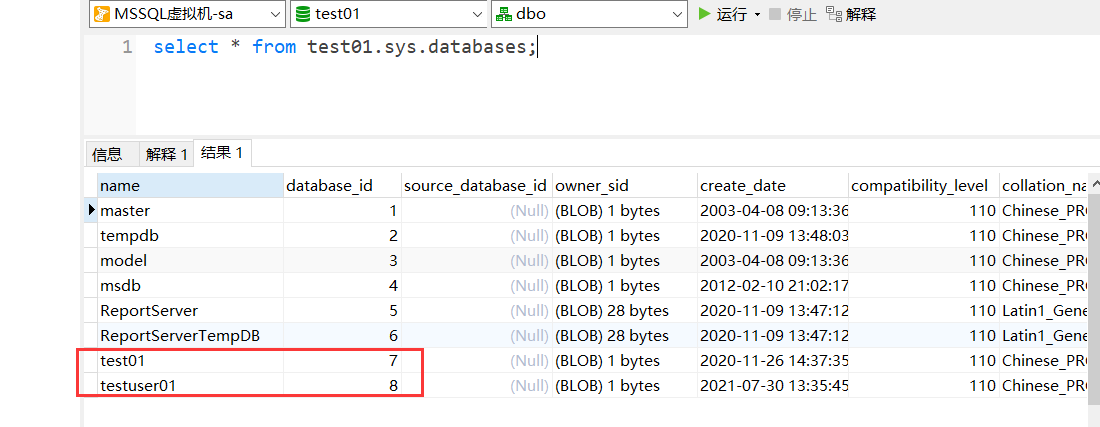 MSSQL虚拟机-sa test01 dbo 运行 停止 解释
1 select * from test01.sys.databases;
信息 解释 1 结果 1
name database_id source_database_id owner_sid create_date compatibility_level collation_na
master 1 (Null) (BLOB) 1 bytes 2003-04-08 09:13:36 110 Chinese_PR
tempdb 2 (Null) (BLOB) 1 bytes 2020-11-09 13:48:03 110 Chinese_PR
model 3 (Null) (BLOB) 1 bytes 2003-04-08 09:13:36 110 Chinese_PR
msdb 4 (Null) (BLOB) 1 bytes 2012-02-10 21:02:17 110 Chinese_PR
ReportServer 5 (Null) (BLOB) 28 bytes 2020-11-09 13:47:12 110 Latin1_Gene
ReportServerTempDB 6 (Null) (BLOB) 28 bytes 2020-11-09 13:47:12 110 Latin1_Gene
test01 7 (Null) (BLOB) 1 bytes 2020-11-26 14:37:35 110 Chinese_PR
testuser01 8 (Null) (BLOB) 1 bytes 2021-07-30 13:35:45 110 Chinese_PR